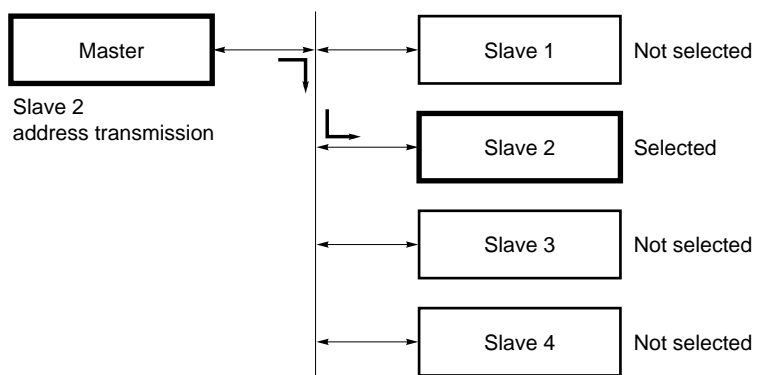 Master
Slave 1
Not selected
Slave 2
address transmission
Slave 2
Selected
Slave 3
Not selected
Slave 4
Not selected